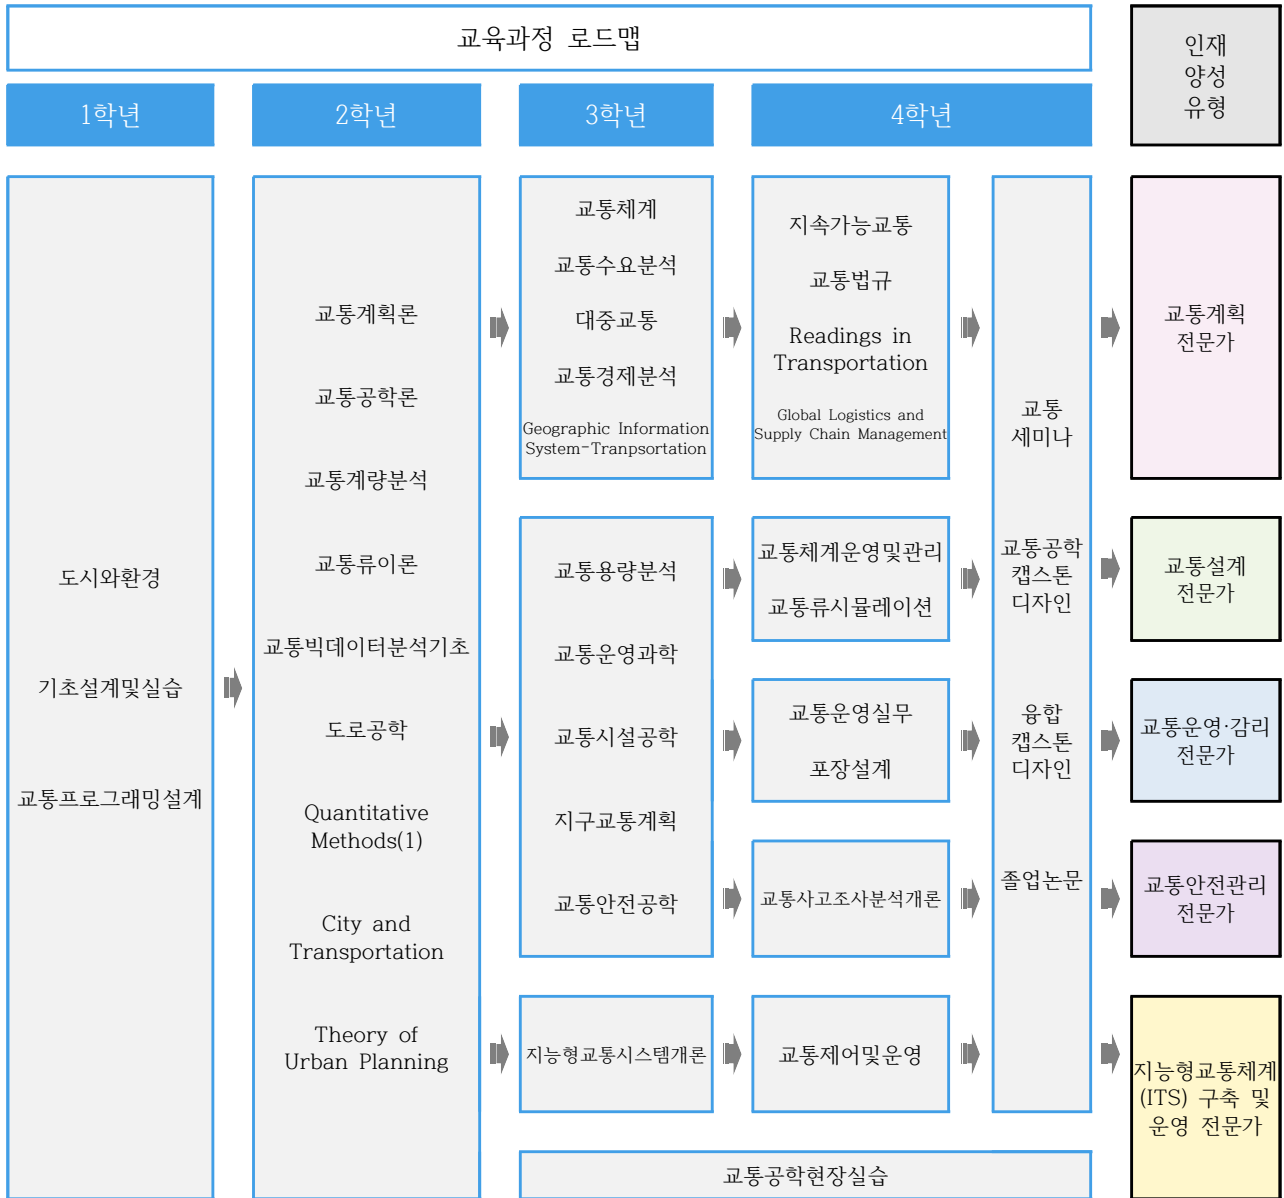 교육과정 로드맵
인재
양성
유형
1학년
2학년
3학년
4학년
도시와환경
기초설계및실습
교통프로그래밍설계
교통계획론
교통공학론
교통계량분석
교통류이론
교통빅데이터분석기초
도로공학
Quantitative
Methods(1)
City and
Transportation
Theory of
Urban Planning
교통체계
교통수요분석
대중교통
교통경제분석
Geographic Information
System-Tranpsortation
교통용량분석
교통운영과학
교통시설공학
지구교통계획
교통안전공학
지능형교통시스템개론
지속가능교통
교통법규
Readings in
Transportation
Global Logistics and
Supply Chain Management
교통체계운영및관리
교통류시뮬레이션
교통운영실무
포장설계
교통사고조사분석개론
교통제어및운영
교통
세미나
교통공학
캡스톤
디자인
융합
캡스톤
디자인
졸업논문
교통공학현장실습
교통계획
전문가
교통설계
전문가
교통운영·감리
전문가
교통안전관리
전문가
지능형교통체계
(ITS) 구축 및
운영 전문가